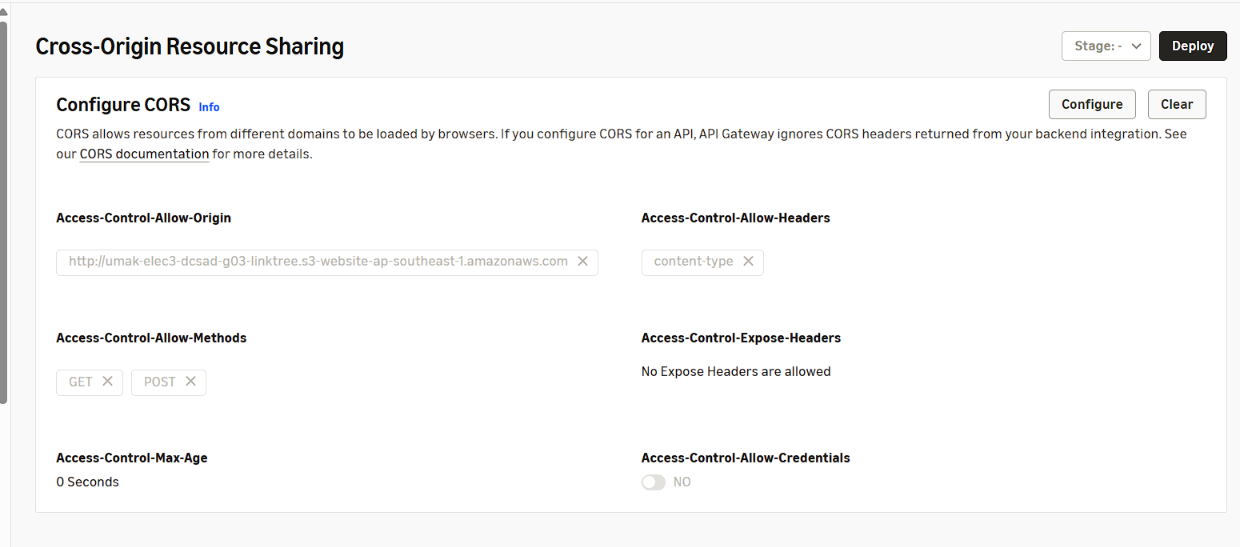 Cross-Origin Resource Sharing
Stage: -
Deploy
Configure CORS Info
Configure
Clear
CORS allows resources from different domains to be loaded by browsers. If you configure CORS for an API, API Gateway ignores CORS headers returned from your backend integration. See
our CORS documentation for more details.
Access-Control-Allow-Origin
http://umak-elec3-dcsad-g03-linktree.s3-website-ap-southeast-1.amazonaws.com
Access-Control-Allow-Headers
content-type
Access-Control-Allow-Methods
GET
POST
Access-Control-Expose-Headers
No Expose Headers are allowed
Access-Control-Max-Age
0 Seconds
Access-Control-Allow-Credentials
NO